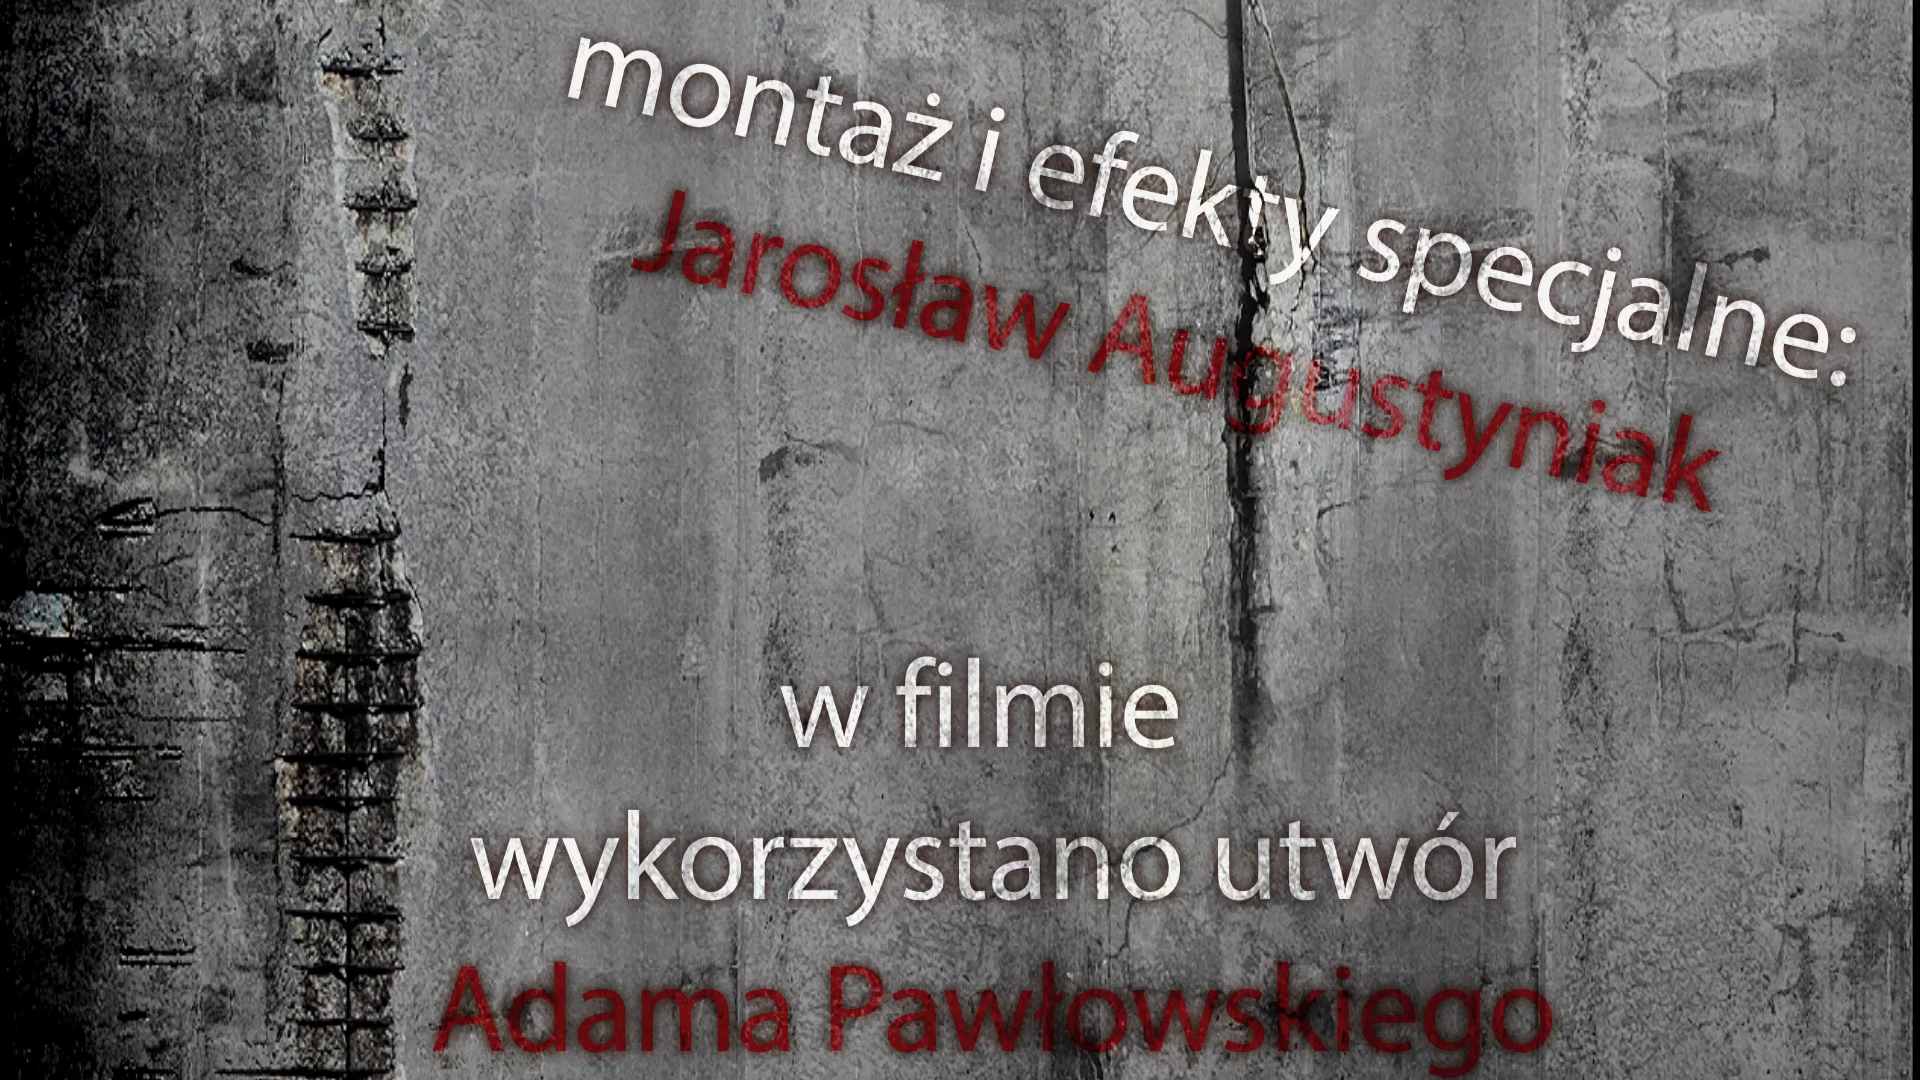 montaż i efekty specjalne:
Jarosław Augustyniak
w filmie
wykorzystano utwór
Adama Pawłowskiego